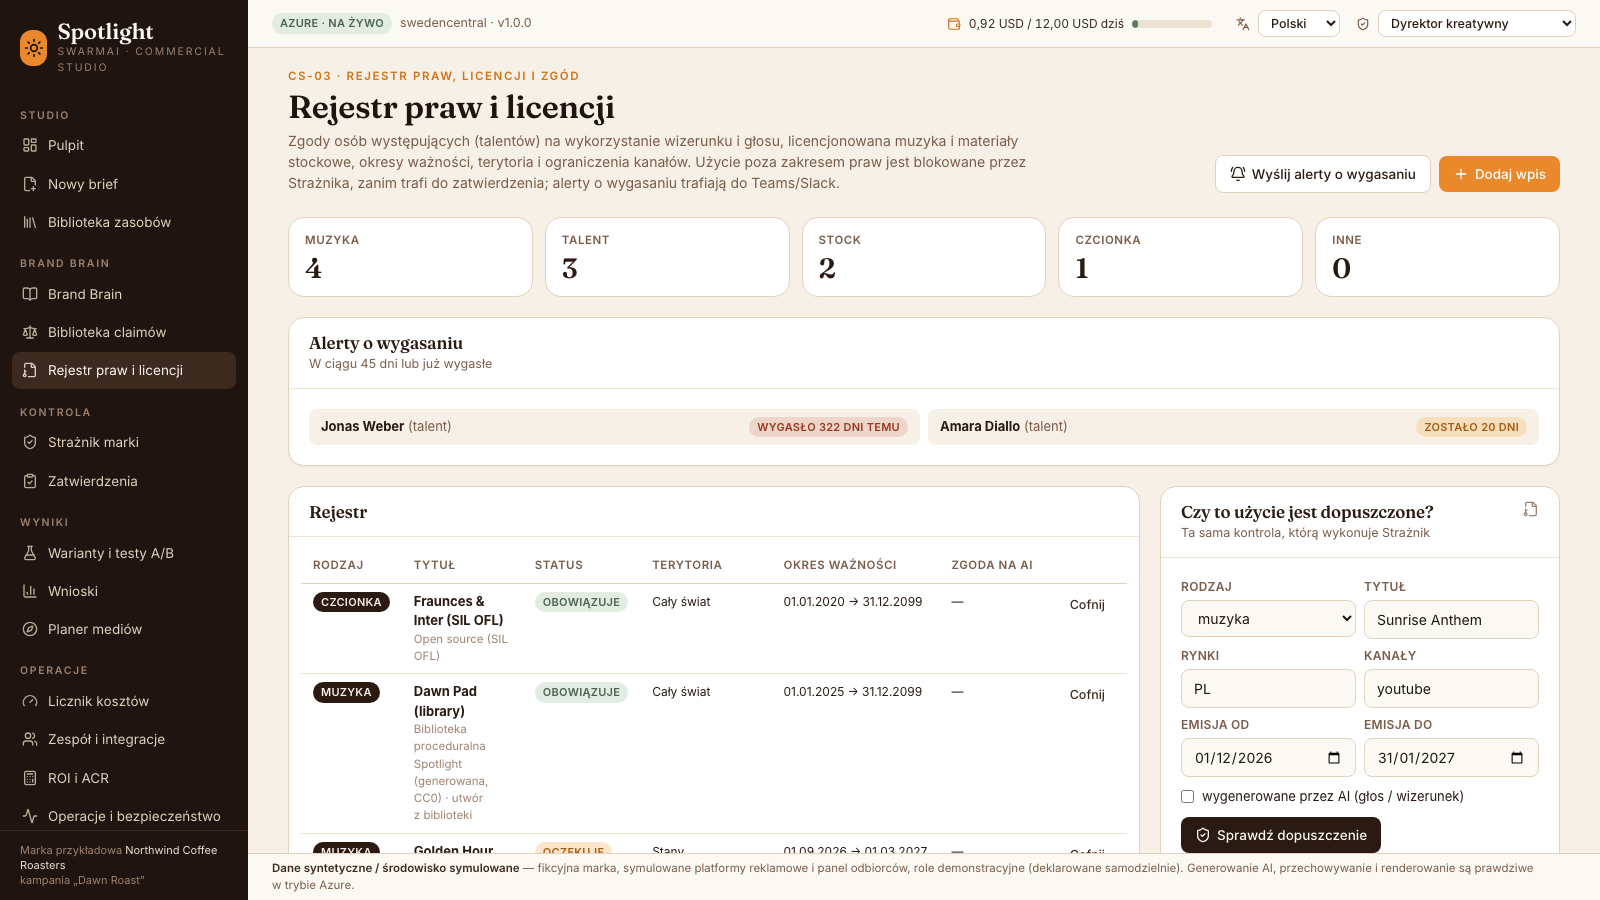 Spotlight
SWARMAI · COMMERCIAL
STUDIO
STUDIO
Pulpit
Nowy brief
Biblioteka zasobów
BRAND BRAIN
Brand Brain
Biblioteka claimów
Rejestr praw i licencji
KONTROLA
Strażnik marki
Zatwierdzenia
WYNIKI
Warianty i testy A/B
Wnioski
Planer mediów
OPERACJE
Licznik kosztów
Zespół i integracje
ROI i ACR
Operacje i bezpieczeństwo
Marka przykładowa Northwind Coffee
Roasters
kampania „Dawn Roast”
AZURE · NA ŻYWO swedencentral · v1.0.0
0,92 USD / 12,00 USD dziś
Polski
Dyrektor kreatywny
CS-03 · REJESTR PRAW, LICENCJI I ZGÓD
Rejestr praw i licencji
Zgody osób występujących (talentów) na wykorzystanie wizerunku i głosu, licencjonowana muzyka i materiały
stockowe, okresy ważności, terytoria i ograniczenia kanałów. Użycie poza zakresem praw jest blokowane przez
Strażnika, zanim trafi do zatwierdzenia; alerty o wygasaniu trafiają do Teams/Slack.
Wyślij alerty o wygasaniu
Dodaj wpis
MUZYKA
4
TALENT
3
STOCK
2
CZCIONKA
1
INNE
0
Alerty o wygasaniu
W ciągu 45 dni lub już wygasłe
Jonas Weber (talent) WYGASŁO 322 DNI TEMU
Amara Diallo (talent) ZOSTAŁO 20 DNI
Rejestr
RODZAJ TYTUŁ STATUS TERYTORIA OKRES WAŻNOŚCI ZGODA NA AI
CZCIONKA Fraunces & OBOWIĄZUJE Cały świat 01.01.2020 → 31.12.2099 — Cofnij
Inter (SIL OFL)
Open source (SIL
OFL)
MUZYKA Dawn Pad OBOWIĄZUJE Cały świat 01.01.2025 → 31.12.2099 — Cofnij
(library)
Biblioteka
proceduralna
Spotlight
(generowana,
CC0) · utwór
z biblioteki
MUZYKA Golden Hour OCZEKUJE Stany 01.09.2026 → 01.03.2027 — Cofnij
Czy to użycie jest dopuszczone?
Ta sama kontrola, którą wykonuje Strażnik
RODZAJ TYTUŁ
muzyka Sunrise Anthem
RYNKI KANAŁY
PL youtube
EMISJA OD EMISJA DO
01/12/2026 31/01/2027
wygenerowane przez AI (głos / wizerunek)
Sprawdź dopuszczenie
Dane syntetyczne / środowisko symulowane — fikcyjna marka, symulowane platformy reklamowe i panel odbiorców, role demonstracyjne (deklarowane samodzielnie). Generowanie AI, przechowywanie i renderowanie są prawdziwe
w trybie Azure.